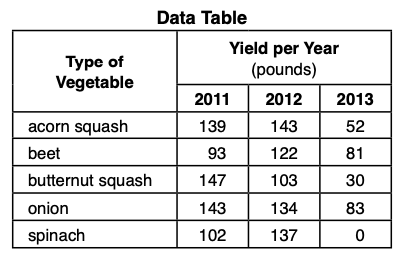 Data Table
Type of Vegetable
Yield per Year
(pounds)
2011 2012 2013
acorn squash 139 143 52
beet 93 122 81
butternut squash 147 103 30
onion 143 134 83
spinach 102 137 0